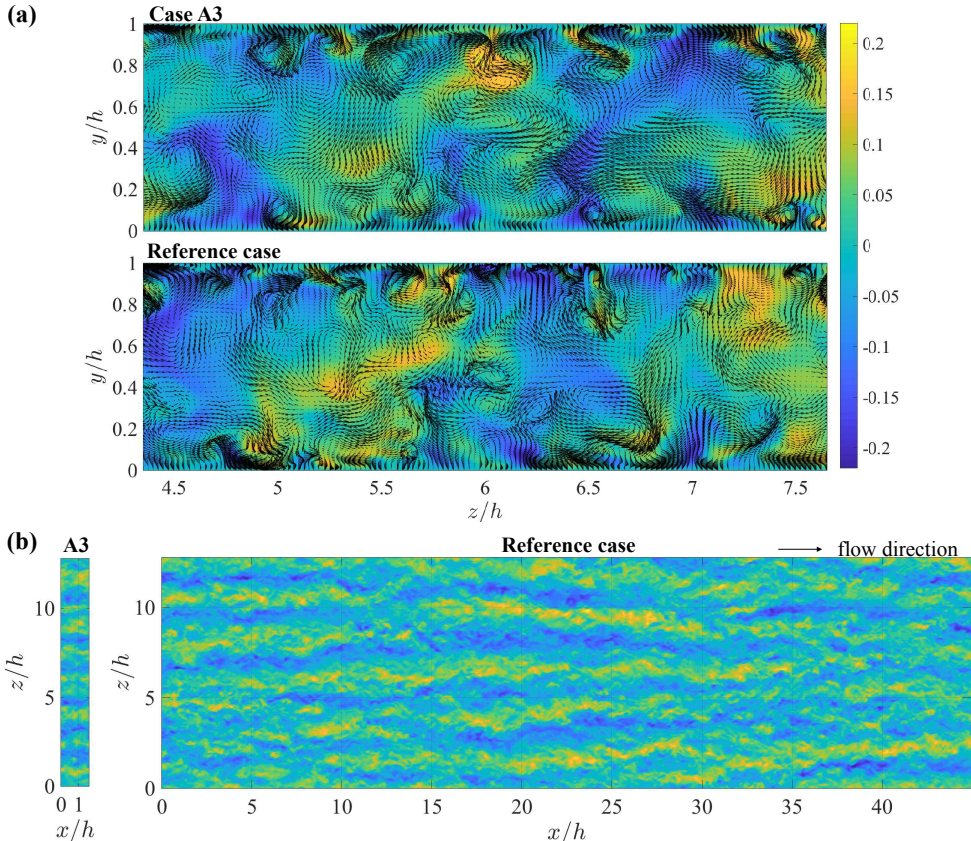 (a)
Case A3
1
0.8
0.6
0.4
0.2
0
y/h
Reference case
1
0.8
0.6
0.4
0.2
0
y/h
4.5 5 5.5 6 6.5 7 7.5
z/h
0.2
0.15
0.1
0.05
0
-0.05
-0.1
-0.15
-0.2
(b)
A3
Reference case
flow direction
10
5
0
z/h
0 1
x/h
10
5
0
z/h
0 5 10 15 20 25 30 35 40
x/h